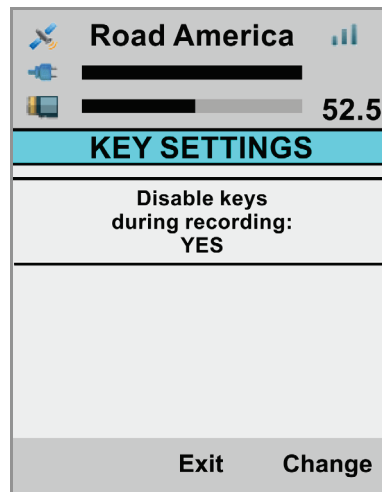 Road America
52.5
KEY SETTINGS
Disable keys
during recording:
YES
Exit Change